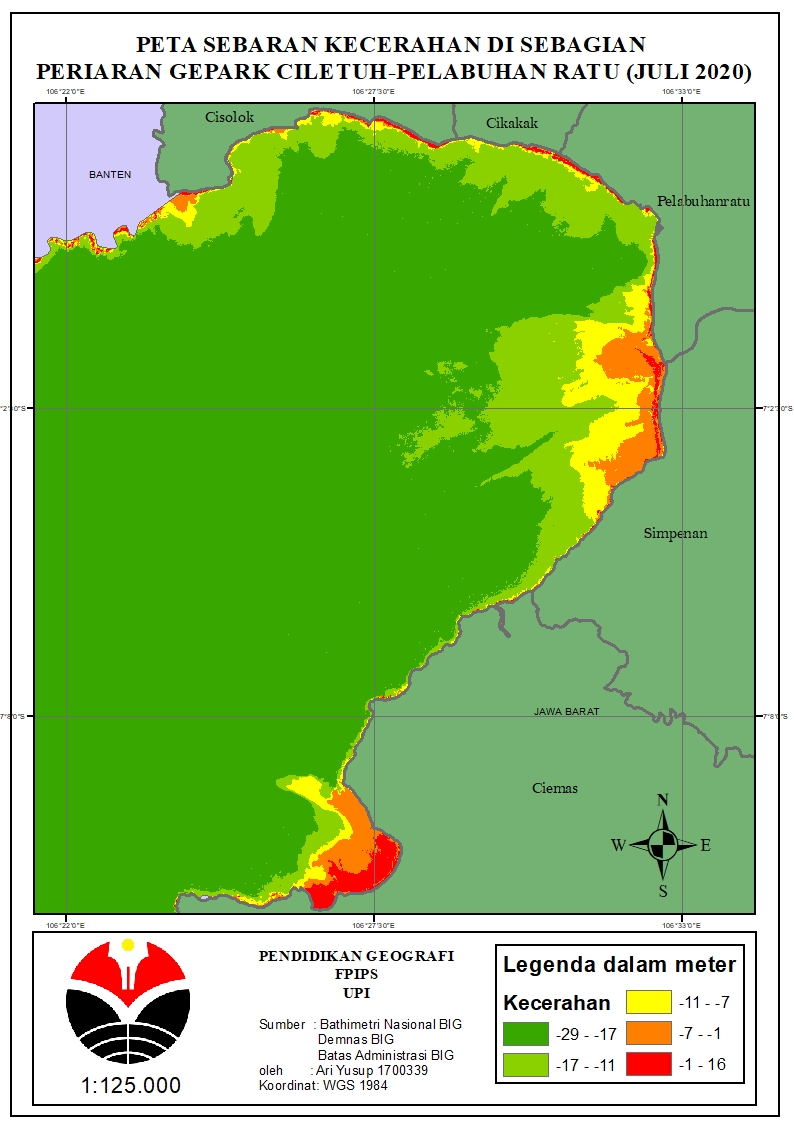 PETA SEBARAN KECERAHAN DI SEBAGIAN
PERIARAN GEPARK CILETUH-PELABUHAN RATU (JULI 2020)
106°22'0"E 106°27'30"E 106°33'0"E
Cisolok
Cikakak
BANTEN
Pelabuhanratu
7°2'30"S
Simpenan
7°8'0"S 7°8'0"S
JAWA BARAT
Ciemas
N
W E
S
106°22'0"E 106°27'30"E 106°33'0"E
PENDIDIKAN GEOGRAFI
FPIPS
UPI
Sumber : Bathimetri Nasional BIG
Demnas BIG
Batas Administrasi BIG
oleh : Ari Yusup 1700339
Koordinat: WGS 1984
1:125.000
Legenda dalam meter
Kecerahan
-29 - -17
-17 - -11
-11 - -7
-7 - -1
-1 - 16